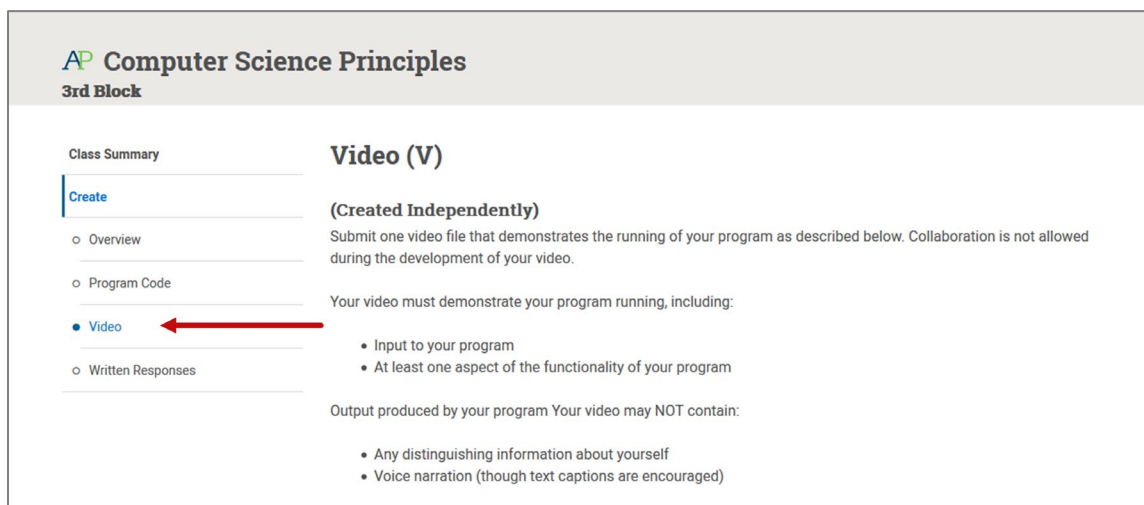 AP Computer Science Principles
3rd Block
Class Summary
Create
Overview
Program Code
Video
Written Responses
Video (V)
(Created Independently)
Submit one video file that demonstrates the running of your program as described below. Collaboration is not allowed
during the development of your video.
Your video must demonstrate your program running, including:
• Input to your program
• At least one aspect of the functionality of your program
Output produced by your program Your video may NOT contain:
• Any distinguishing information about yourself
• Voice narration (though text captions are encouraged)